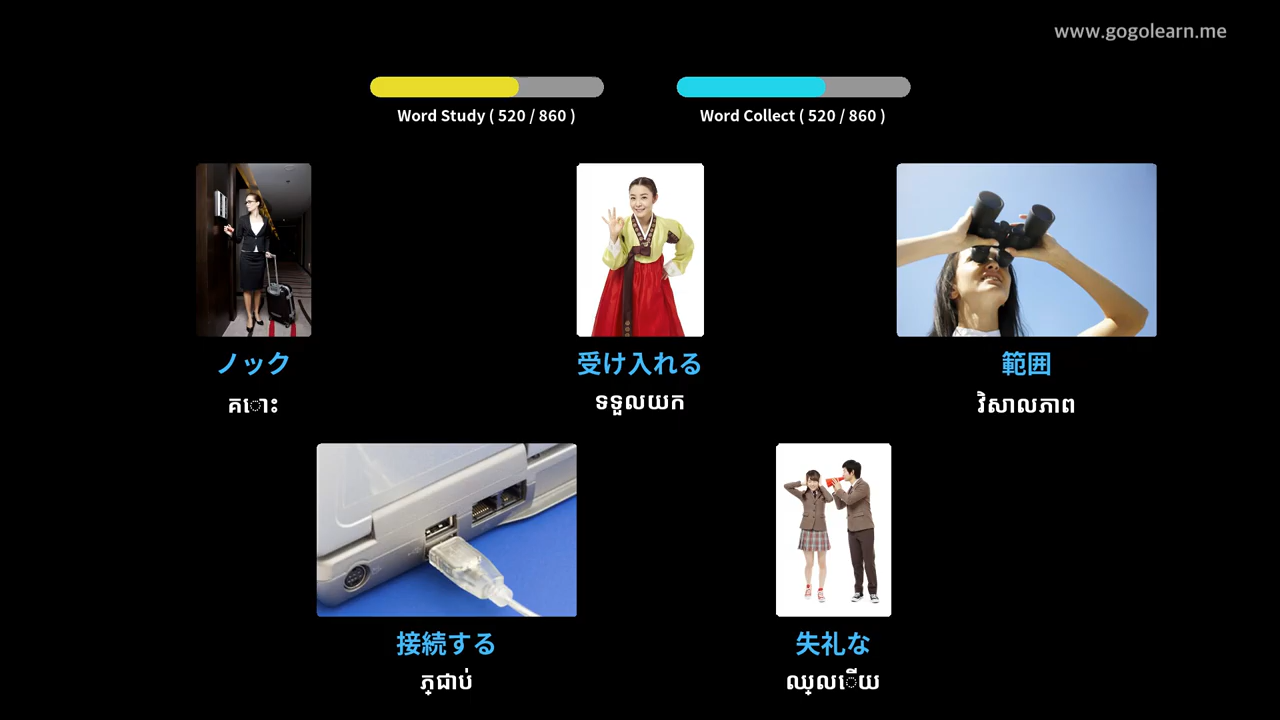 www.gogolearn.me
Word Study ( 520 / 860 )
Word Collect ( 520 / 860 )
ノック
គោះ
受け入れる
ទទួលយក
範囲
វិសាលភាព
接続する
ភ្ជាប់
失礼な
ឈ្លើយ